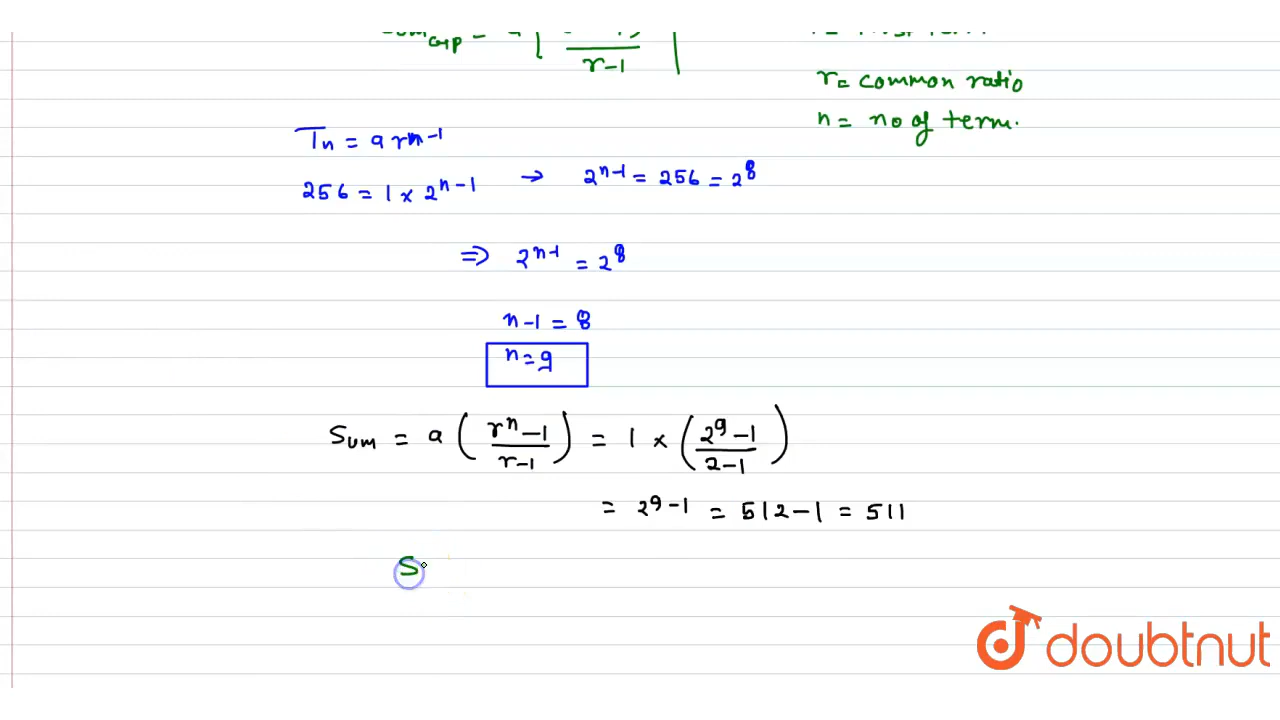 r-1
r= common ratio
n= no of term.
Tn = a rn-1
256 = 1 × 2^n-1 → 2^n-1 = 256 = 2^8
⇒ 2^n-1 = 2^8
n-1 = 8
n=9
Sum = a ( r^n-1 / r-1 ) = 1 × ( 2^9-1 / 2-1 )
= 2^9-1 = 512-1 = 511
S
doubtnut